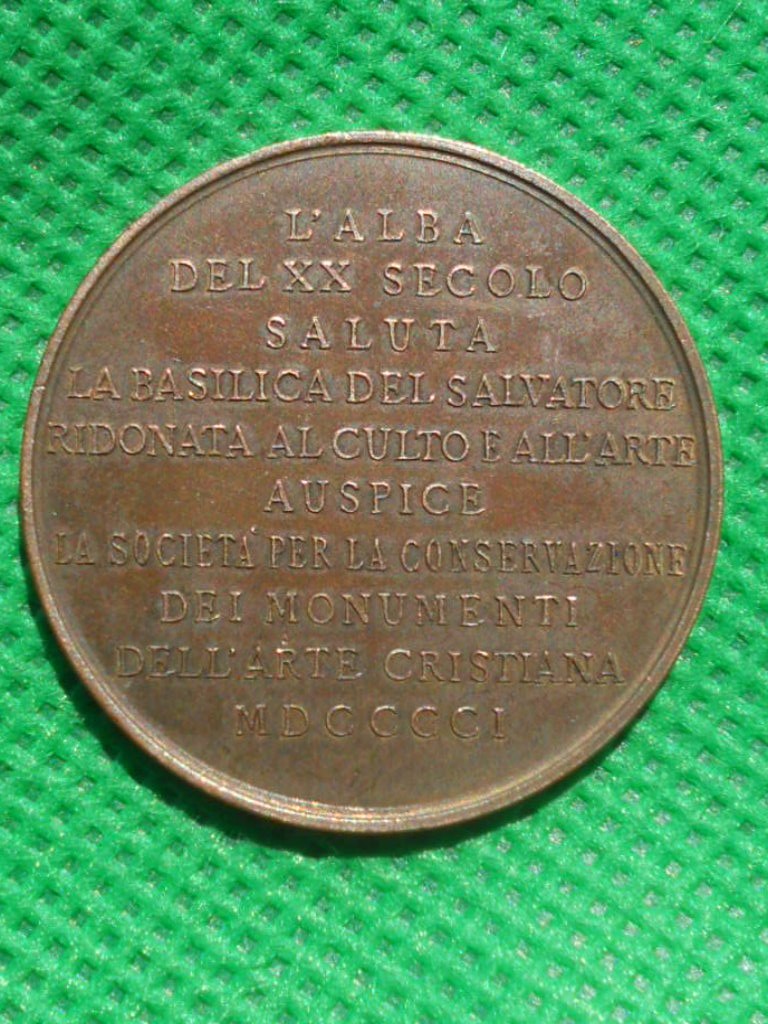 L'ALBA
DEL XX SECOLO
SALUTA
LA BASILICA DEL SALVATORE
RIDONATA AL CULTO E ALL'ARTE
AUSPICE
LA SOCIETA' PER LA CONSERVAZIONE
DEI MONUMENTI
DELL'ARTE CRISTIANA
MDCCCCI